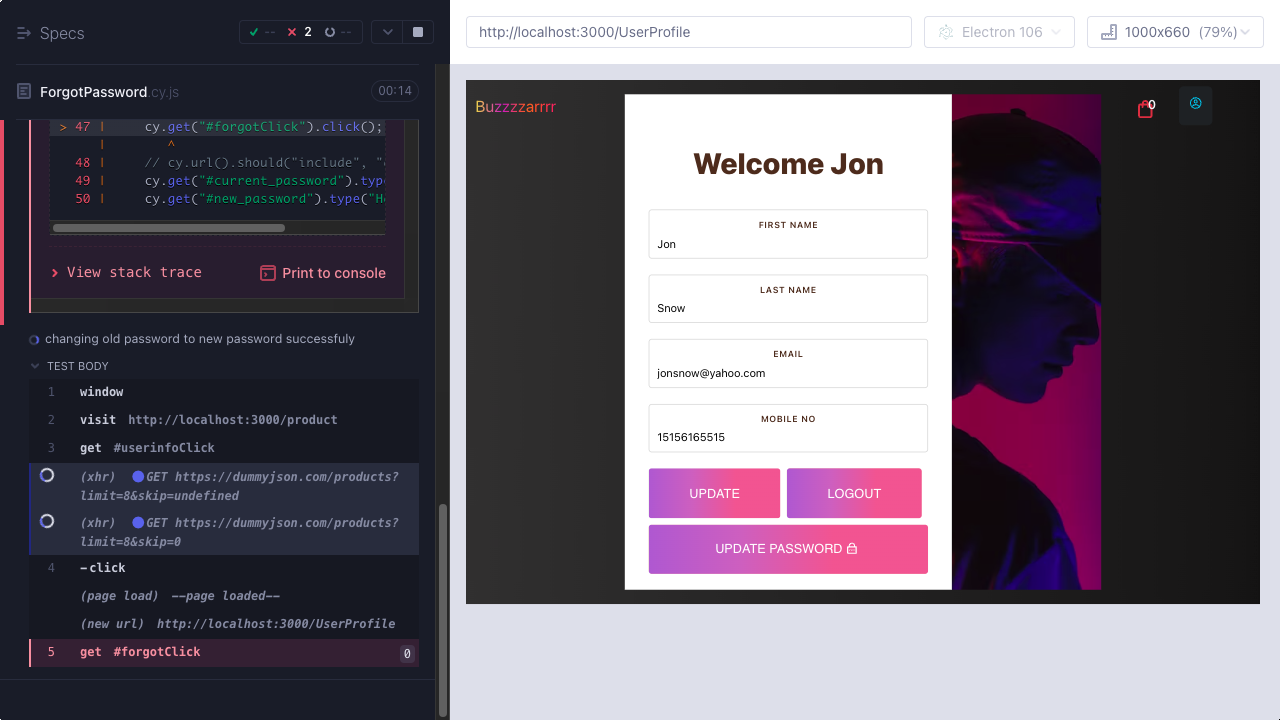 Specs
--
2
--
ForgotPassword.cy.js
00:14
> 47 | cy.get("#forgotClick").click();
| ^
48 | // cy.url().should("include",
49 | cy.get("#current_password").type
50 | cy.get("#new_password").type("H
View stack trace
Print to console
changing old password to new password successfuly
TEST BODY
1 window
2 visit http://localhost:3000/product
3 get #userinfoClick
(xhr) GET https://dummyjson.com/products?
limit=8&skip=undefined
(xhr) GET https://dummyjson.com/products?
limit=8&skip=0
4 -click
(page load) --page loaded--
(new url) http://localhost:3000/UserProfile
5 get #forgotClick 0
http://localhost:3000/UserProfile
Electron 106
1000x660 (79%)
Buzzzzarrrr
0
Welcome Jon
FIRST NAME
Jon
LAST NAME
Snow
EMAIL
jonsnow@yahoo.com
MOBILE NO
15156165515
UPDATE
LOGOUT
UPDATE PASSWORD